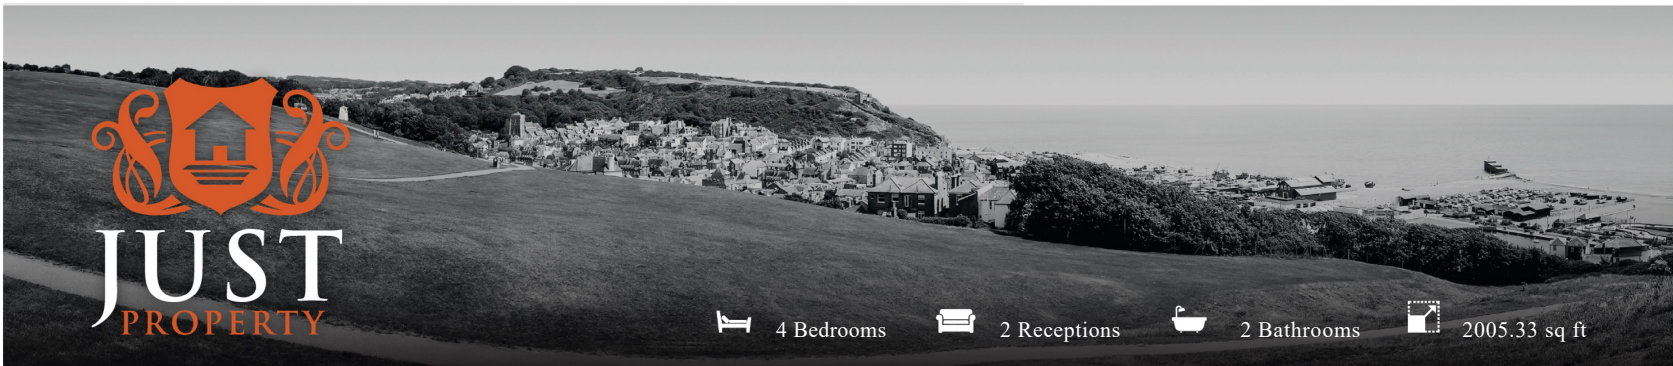 JUST
PROPERTY
4 Bedrooms 2 Receptions 2 Bathrooms 2005.33 sq ft